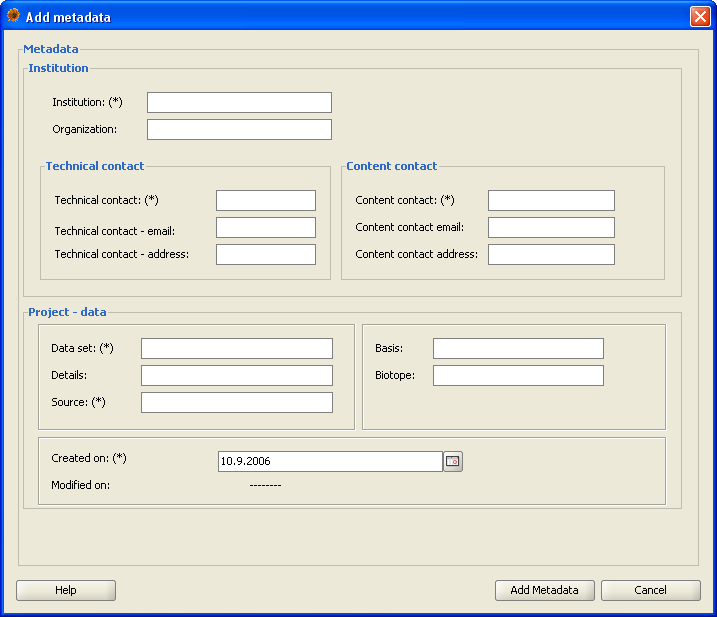 Add metadata
Metadata
Institution
Institution: (*)
Organization:
Technical contact
Technical contact: (*)
Technical contact - email:
Technical contact - address:
Content contact
Content contact: (*)
Content contact email:
Content contact address:
Project - data
Data set: (*)
Details:
Source: (*)
Basis:
Biotope:
Created on: (*) 10.9.2006
Modified on: --------
Help Add Metadata Cancel